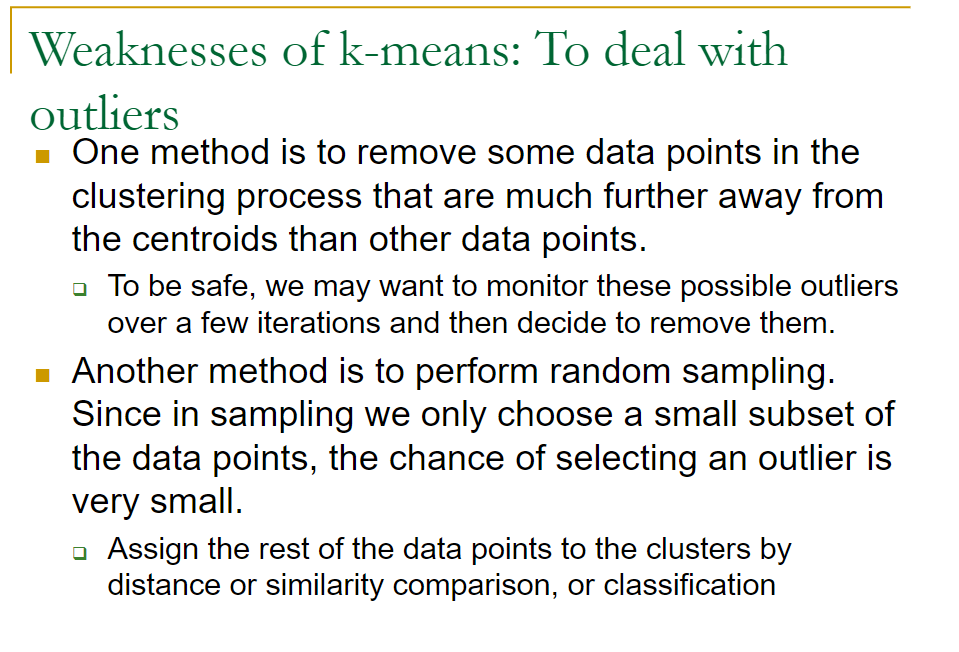 Weaknesses of k-means: To deal with
outliers
One method is to remove some data points in the
clustering process that are much further away from
the centroids than other data points.
To be safe, we may want to monitor these possible outliers
over a few iterations and then decide to remove them.
Another method is to perform random sampling.
Since in sampling we only choose a small subset of
the data points, the chance of selecting an outlier is
very small.
Assign the rest of the data points to the clusters by
distance or similarity comparison, or classification